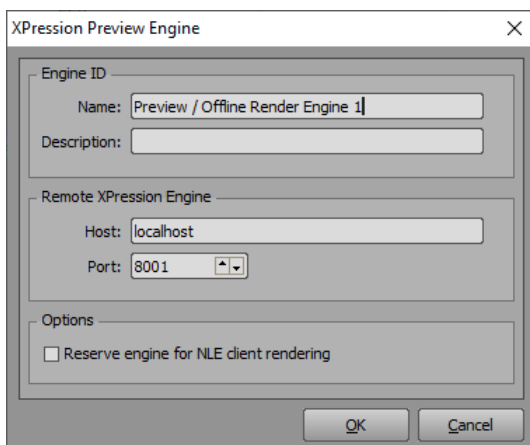 XPression Preview Engine
Engine ID
Name: Preview / Offline Render Engine 1
Description:
Remote XPression Engine
Host: localhost
Port: 8001
Options
Reserve engine for NLE client rendering
OK Cancel